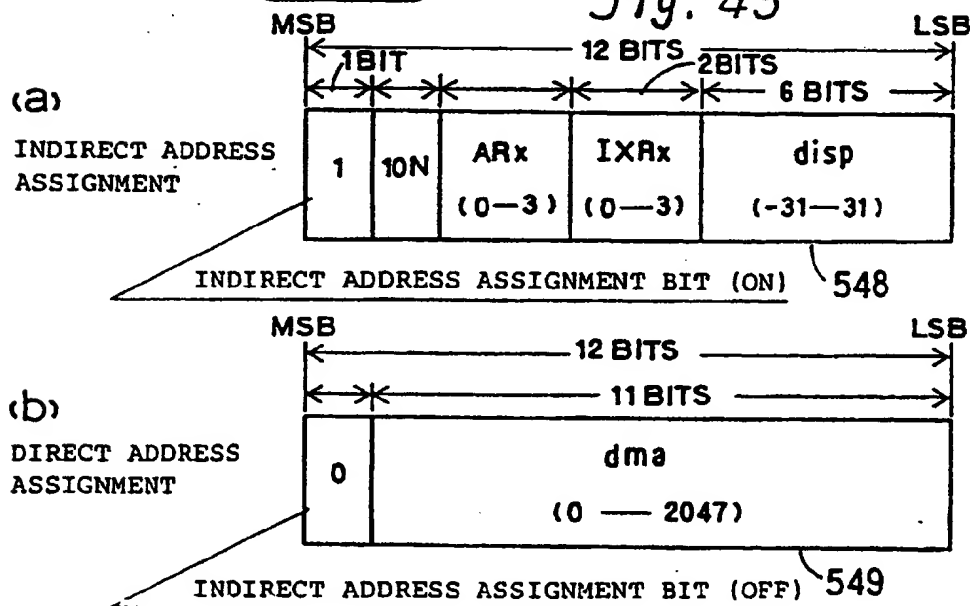 Fig. 43
MSB LSB
12 BITS
1BIT 2BITS
(a) 6 BITS
INDIRECT ADDRESS
ASSIGNMENT
1 10N ARx IXRx disp
(0—3) (0—3) (-31—31)
INDIRECT ADDRESS ASSIGNMENT BIT (ON) 548
MSB LSB
12 BITS
11 BITS
(b)
DIRECT ADDRESS
ASSIGNMENT
0 dma
(0 — 2047)
INDIRECT ADDRESS ASSIGNMENT BIT (OFF) 549